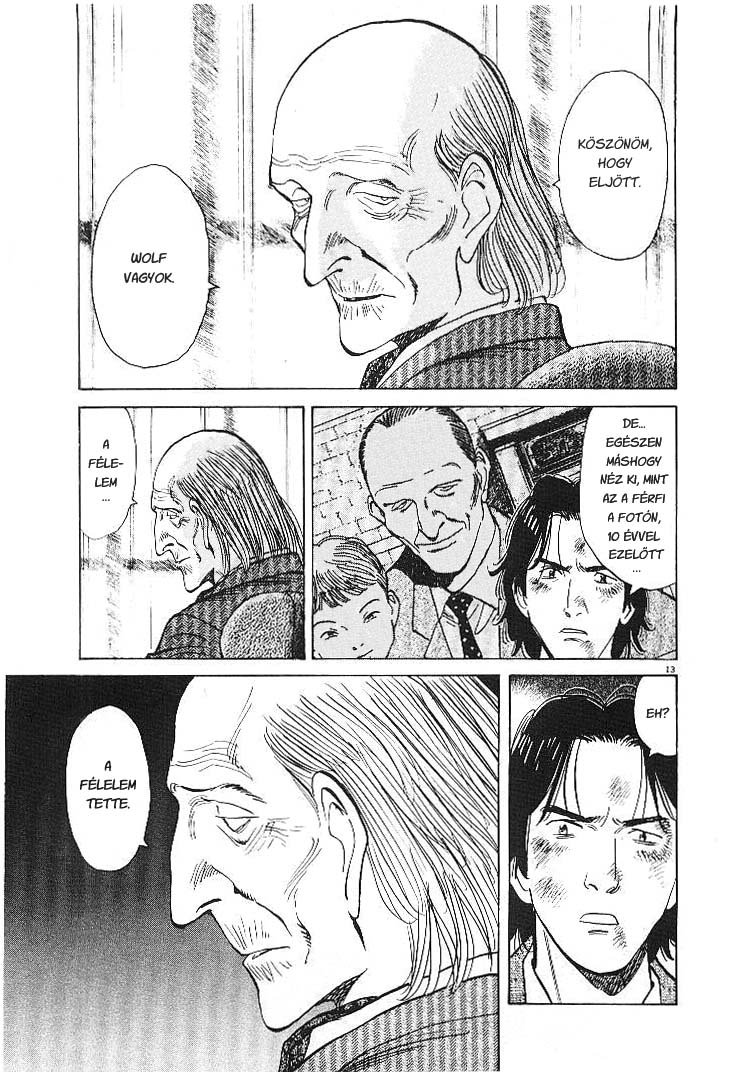 KÖSZÖNÖM,
HOGY
ELJÖTT.
WOLF
VAGYOK.
DE...
EGÉSZEN
MÁSHOGY
NÉZ KI, MINT
AZ A FÉRFI
A FOTÓN,
10 ÉVVEL
EZELŐTT
....
A
FÉLE-
LEM
...
13
EH?
A
FÉLELEM
TETTE.